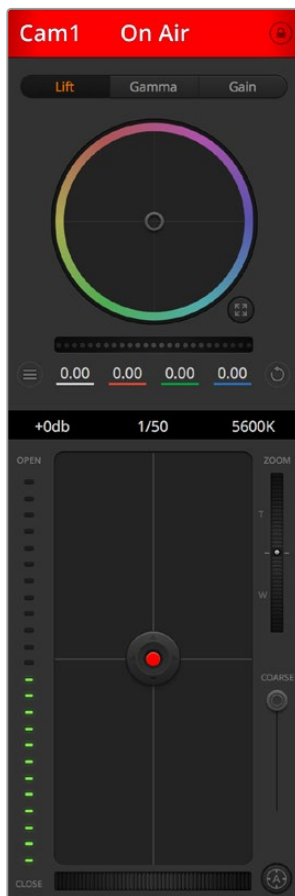 Cam1 On Air
Lift Gamma Gain
0.00 0.00 0.00 0.00
+0db 1/50 5600K
OPEN ZOOM
T
W
COARSE
CLOSE A